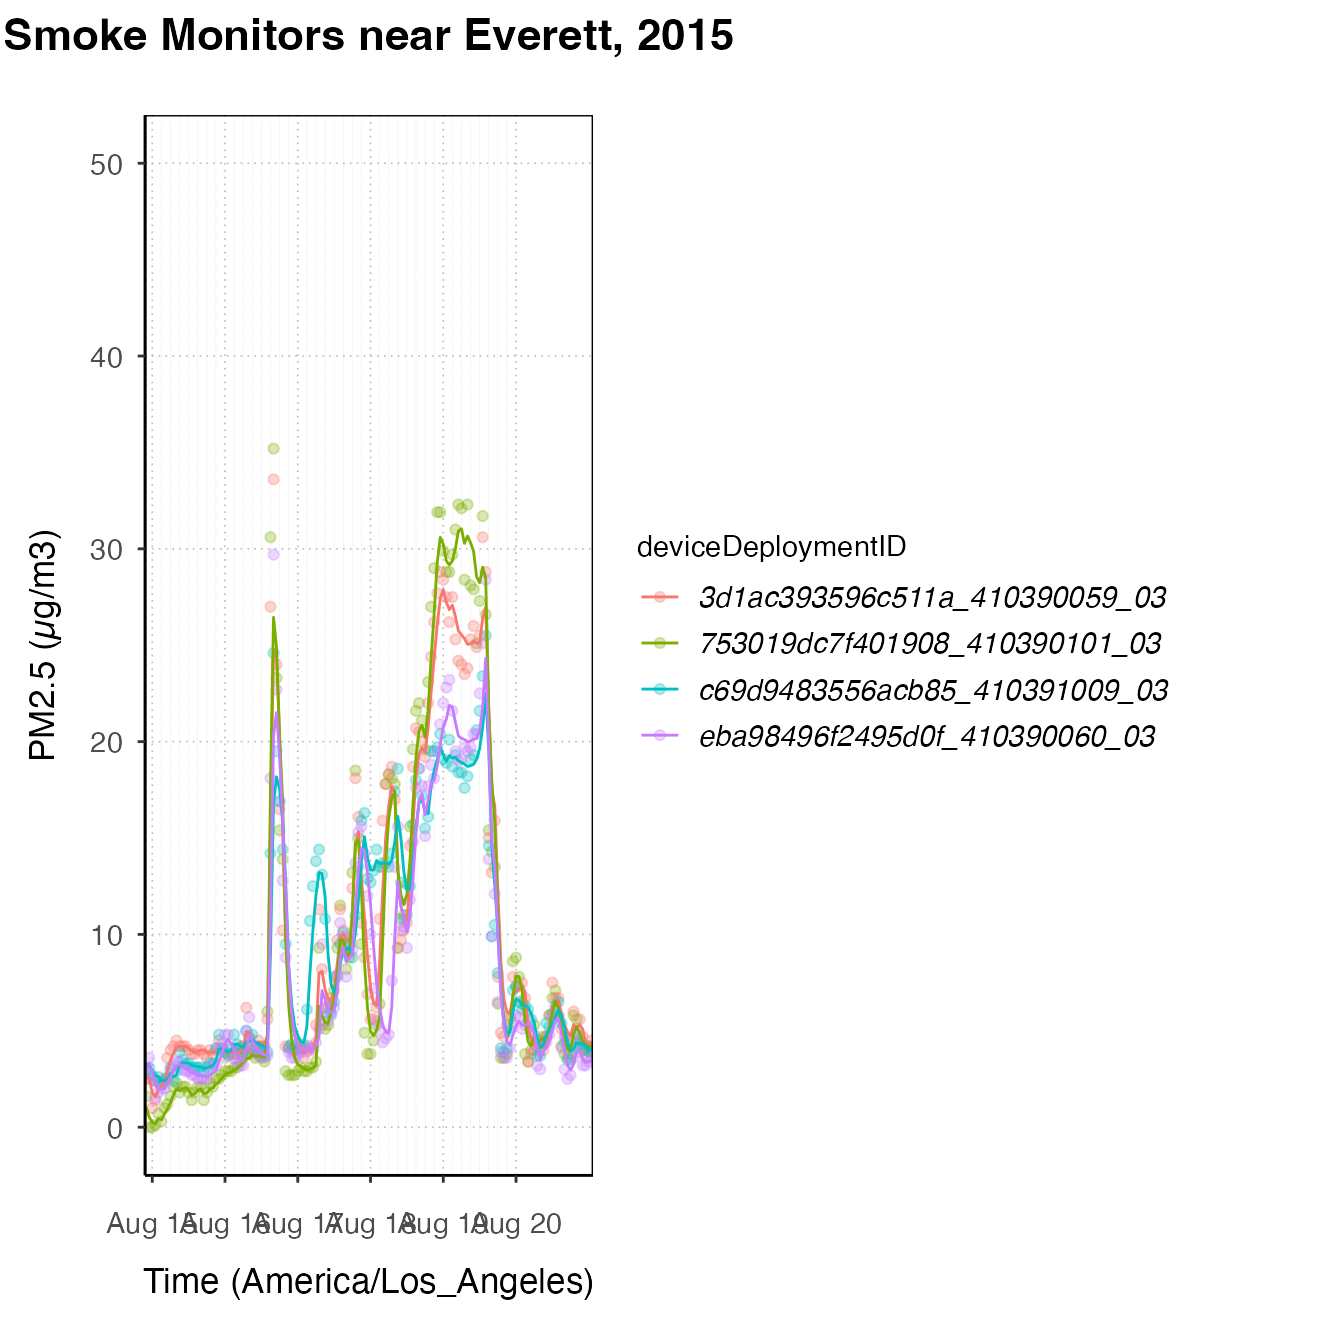 Smoke Monitors near Everett, 2015
50
40
30
20
10
0
PM2.5 (µg/m3)
Aug 15 Aug 16 Aug 17 Aug 18 Aug 19 Aug 20
Time (America/Los_Angeles)
deviceDeploymentID
3d1ac393596c511a_410390059_03
753019dc7f401908_410390101_03
c69d9483556acb85_410391009_03
eba98496f2495d0f_410390060_03